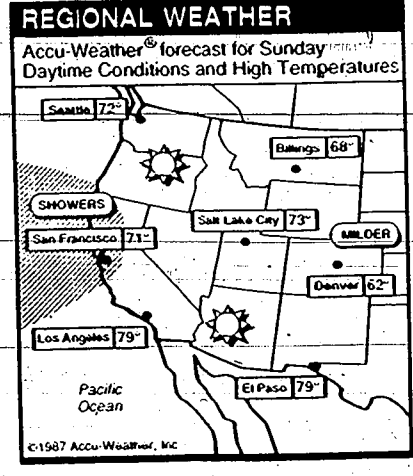 REGIONAL WEATHER
Accu-Weather® forecast for Sunday
Daytime Conditions and High Temperatures
Seattle 72°
Billings 68°
SHOWERS
Salt Lake City 73°
San Francisco 71°
MILDER
Denver 62°
Los Angeles 79°
El Paso 79°
Pacific
Ocean
©1987 Accu-Weather, Inc